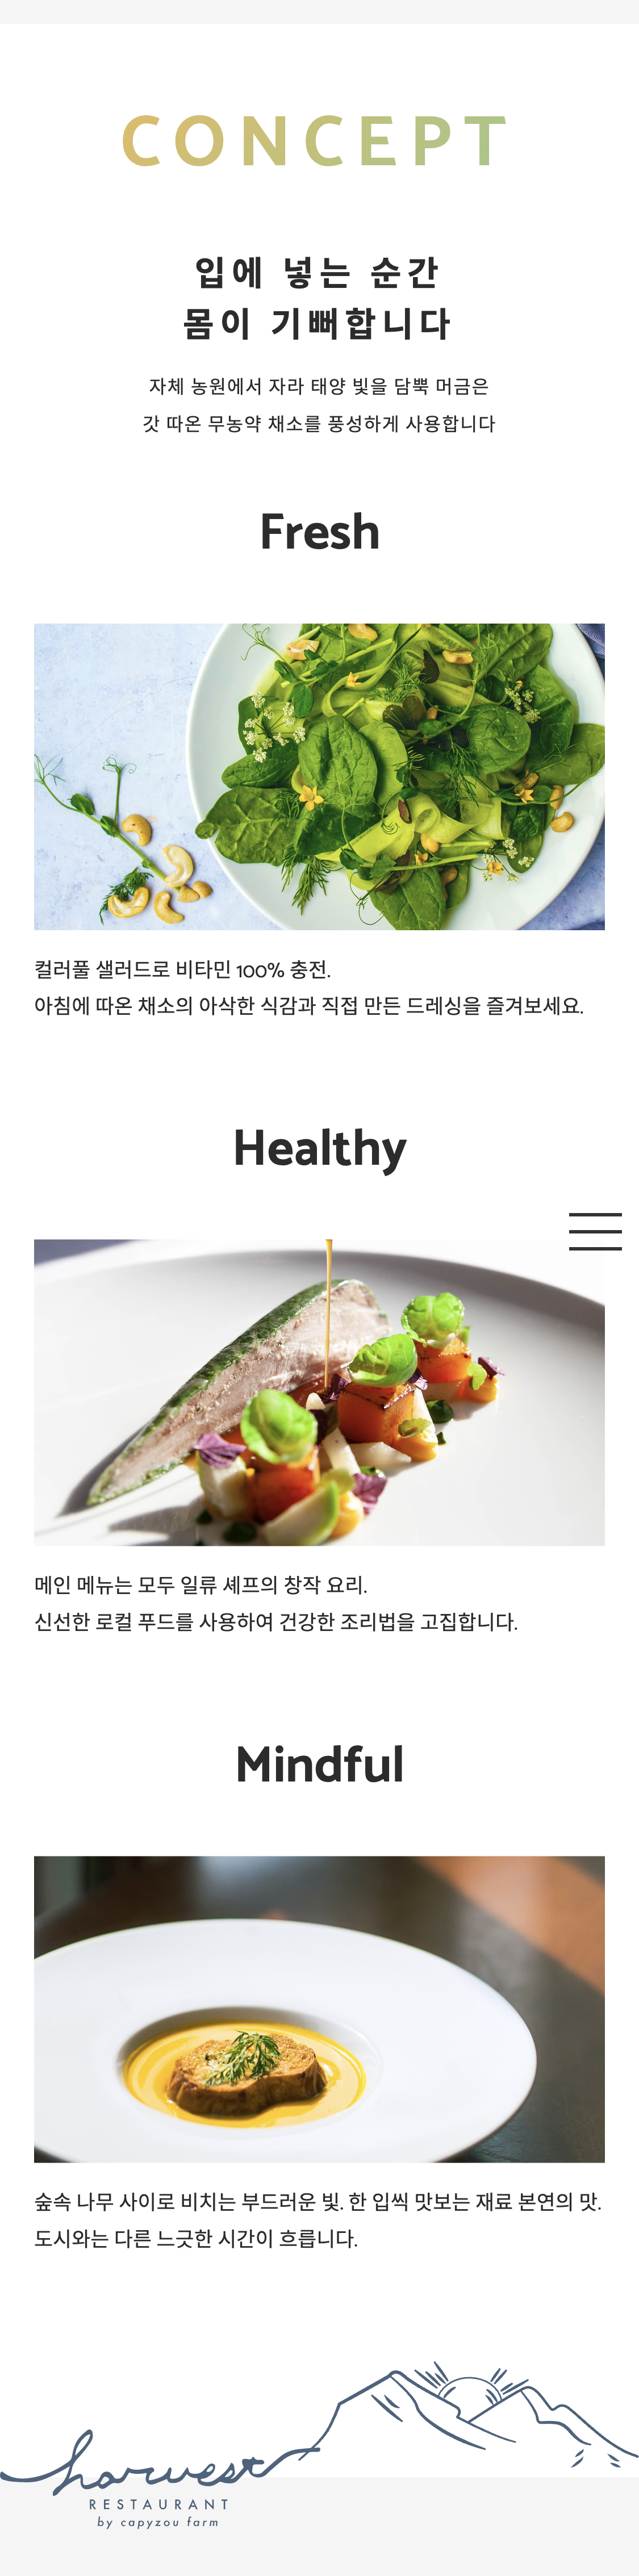 CONCEPT
입에 넣는 순간
몸이 기뻐합니다
자체 농원에서 자라 태양 빛을 담뿍 머금은
갓 따온 무농약 채소를 풍성하게 사용합니다
Fresh
컬러풀 샐러드로 비타민 100% 충전.
아침에 따온 채소의 아삭한 식감과 직접 만든 드레싱을 즐겨보세요.
Healthy
메인 메뉴는 모두 일류 셰프의 창작 요리.
신선한 로컬 푸드를 사용하여 건강한 조리법을 고집합니다.
Mindful
숲속 나무 사이로 비치는 부드러운 빛. 한 입씩 맛보는 재료 본연의 맛.
도시와는 다른 느긋한 시간이 흐릅니다.
harvest
RESTAURANT
by capyzou farm